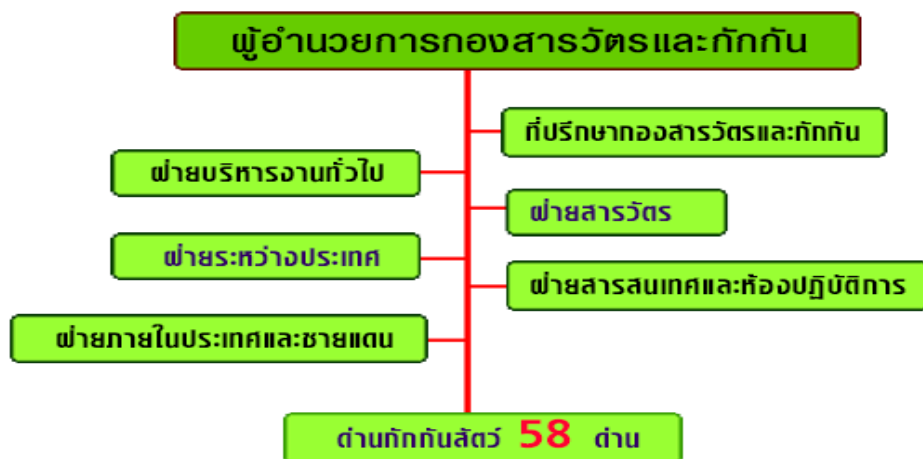 ผู้อำนวยการกองสารวัตรและกักกัน
ที่ปรึกษากองสารวัตรและกักกัน
ฝ่ายบริหารงานทั่วไป
ฝ่ายสารวัตร
ฝ่ายระหว่างประเทศ
ฝ่ายสารสนเทศและห้องปฏิบัติการ
ฝ่ายภายในประเทศและชายแดน
ด่านกักกันสัตว์ 58 ด่าน